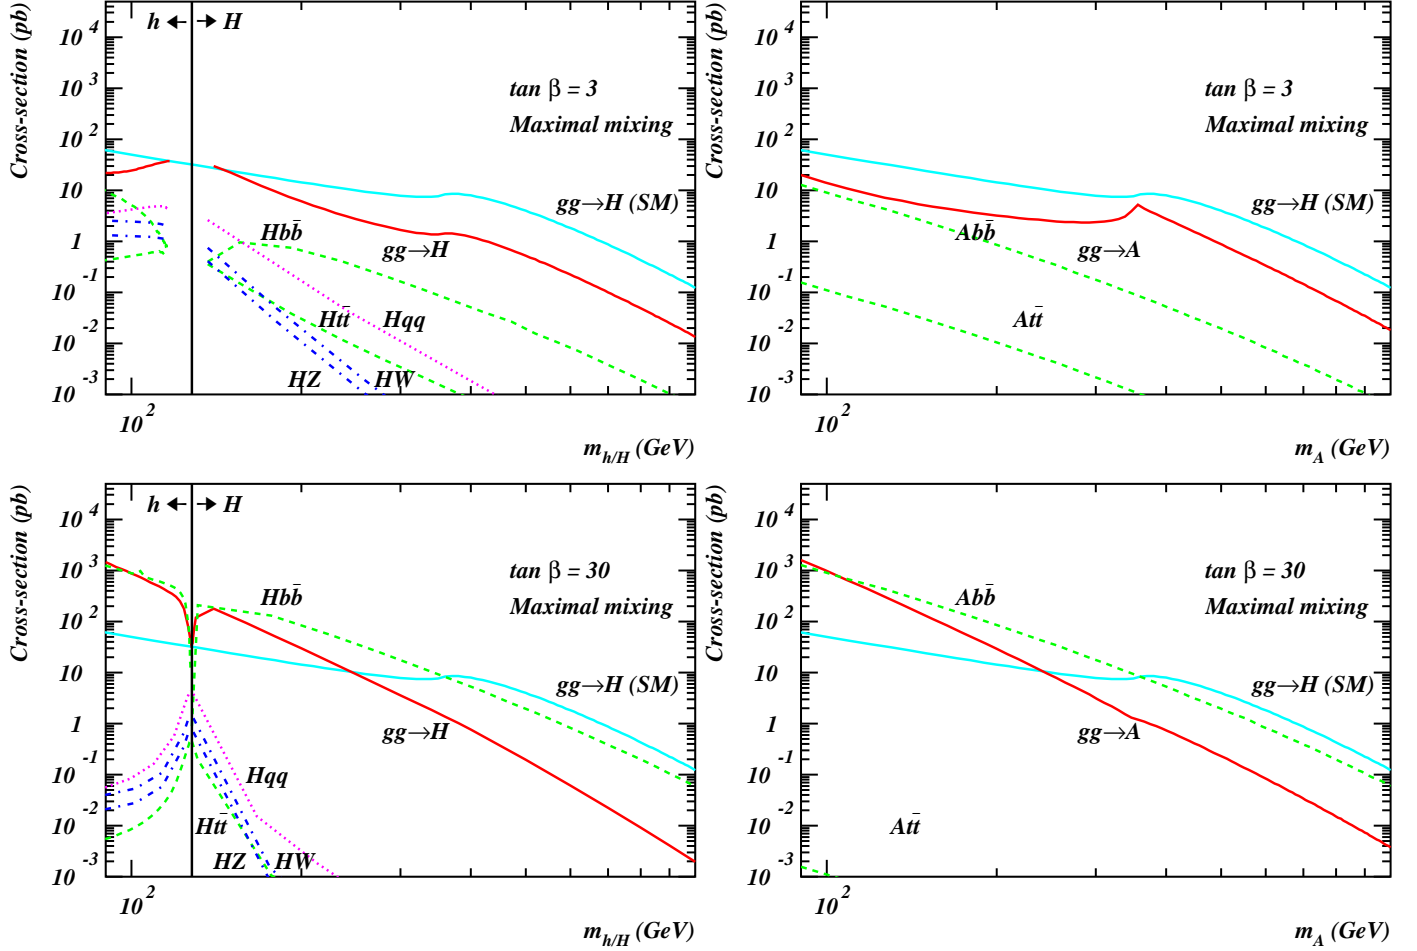 h H
Cross-section (pb)
10^4
10^3
10^2
10
1
10^-1
10^-2
10^-3
tan β = 3
Maximal mixing
gg→H (SM)
Hbb̄
gg→H
Htt̄ Hqq
HZ HW
10^2
m_h/H (GeV)
Cross-section (pb)
10^4
10^3
10^2
10
1
10^-1
10^-2
10^-3
tan β = 3
Maximal mixing
gg→H (SM)
Abb̄
gg→A
Att̄
10^2
m_A (GeV)
h H
Cross-section (pb)
10^4
10^3
10^2
10
1
10^-1
10^-2
10^-3
tan β = 30
Maximal mixing
Hbb̄
gg→H (SM)
gg→H
Hqq
Htt̄
HZ HW
10^2
m_h/H (GeV)
Cross-section (pb)
10^4
10^3
10^2
10
1
10^-1
10^-2
10^-3
tan β = 30
Maximal mixing
Abb̄
gg→H (SM)
gg→A
Att̄
10^2
m_A (GeV)